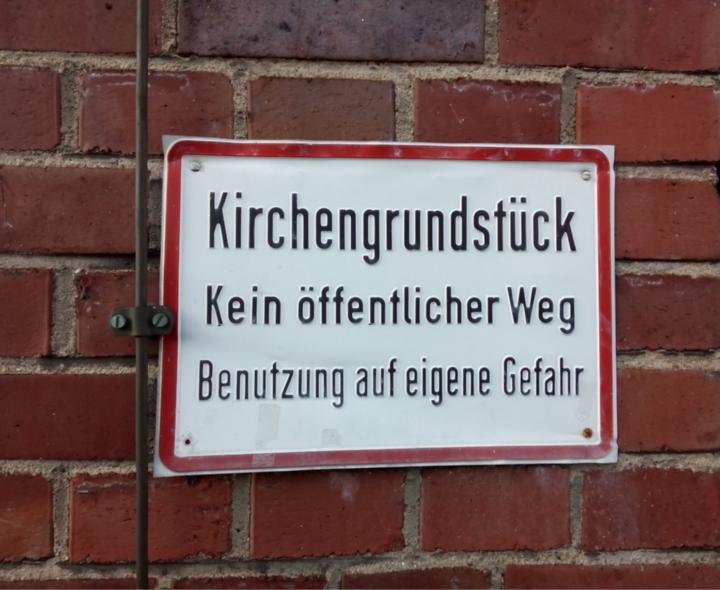 Kirchengrundstück
Kein öffentlicher Weg
Benutzung auf eigene Gefahr